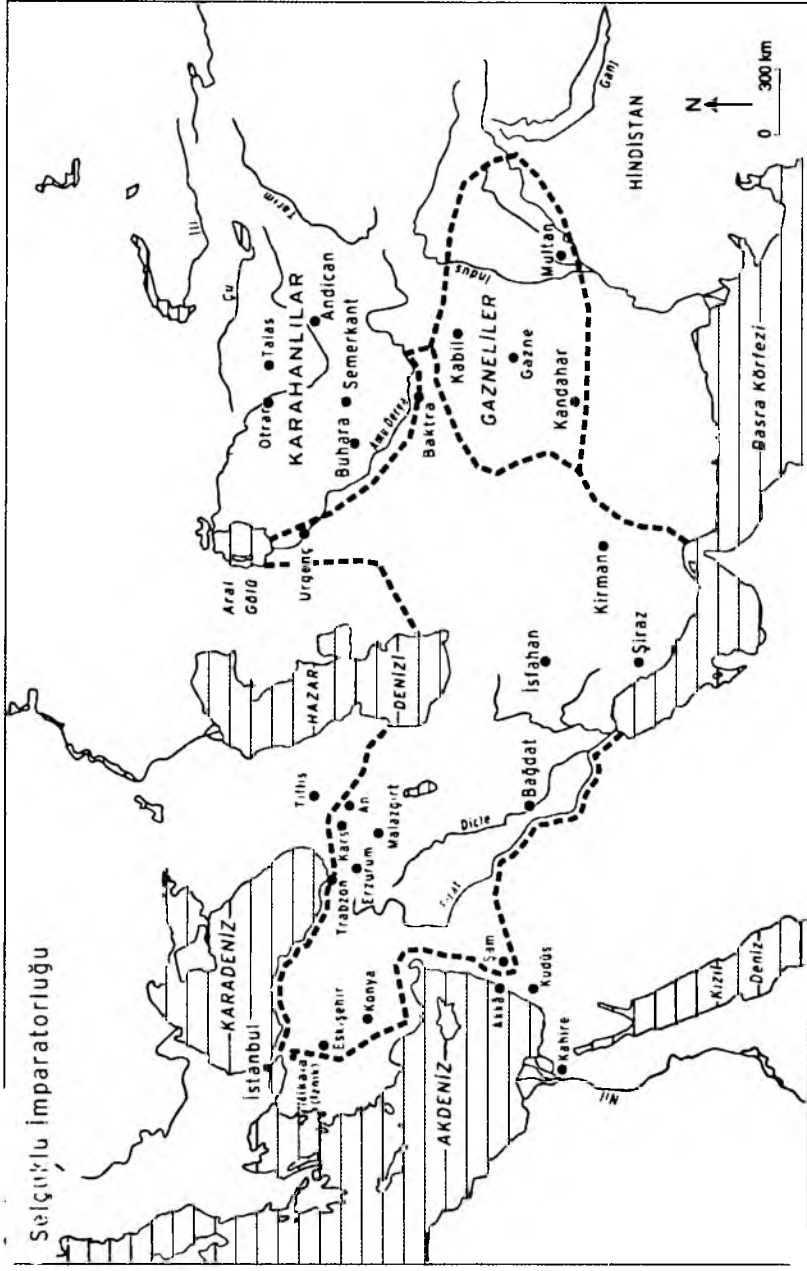 Selçuklu İmparatorluğu
KARADENİZ
İstanbul
(İznik)
Eskişehir
Konya
Trabzon
Kars
An.
Erzurum
Malazgirt
Tiflis
AKDENİZ
Akkâ
Şam
Kudüs
Kahire
Nil
Kızıl
Deniz
Fırat
Dicle
Bağdat
HAZAR
DENİZİ
Aral
Gölü
Urgenç
İsfahan
Şiraz
Kirman
Otrar
Talas
KARAHANLILAR
Andican
Buhara
Semerkant
Amu Derya
Baktra
Çu
İli
Tarım
Kabil
GAZNELİLER
Gazne
Kandahar
Indus
Multan
Ganj
HİNDİSTAN
Basra Körfezi
N
0 300 km